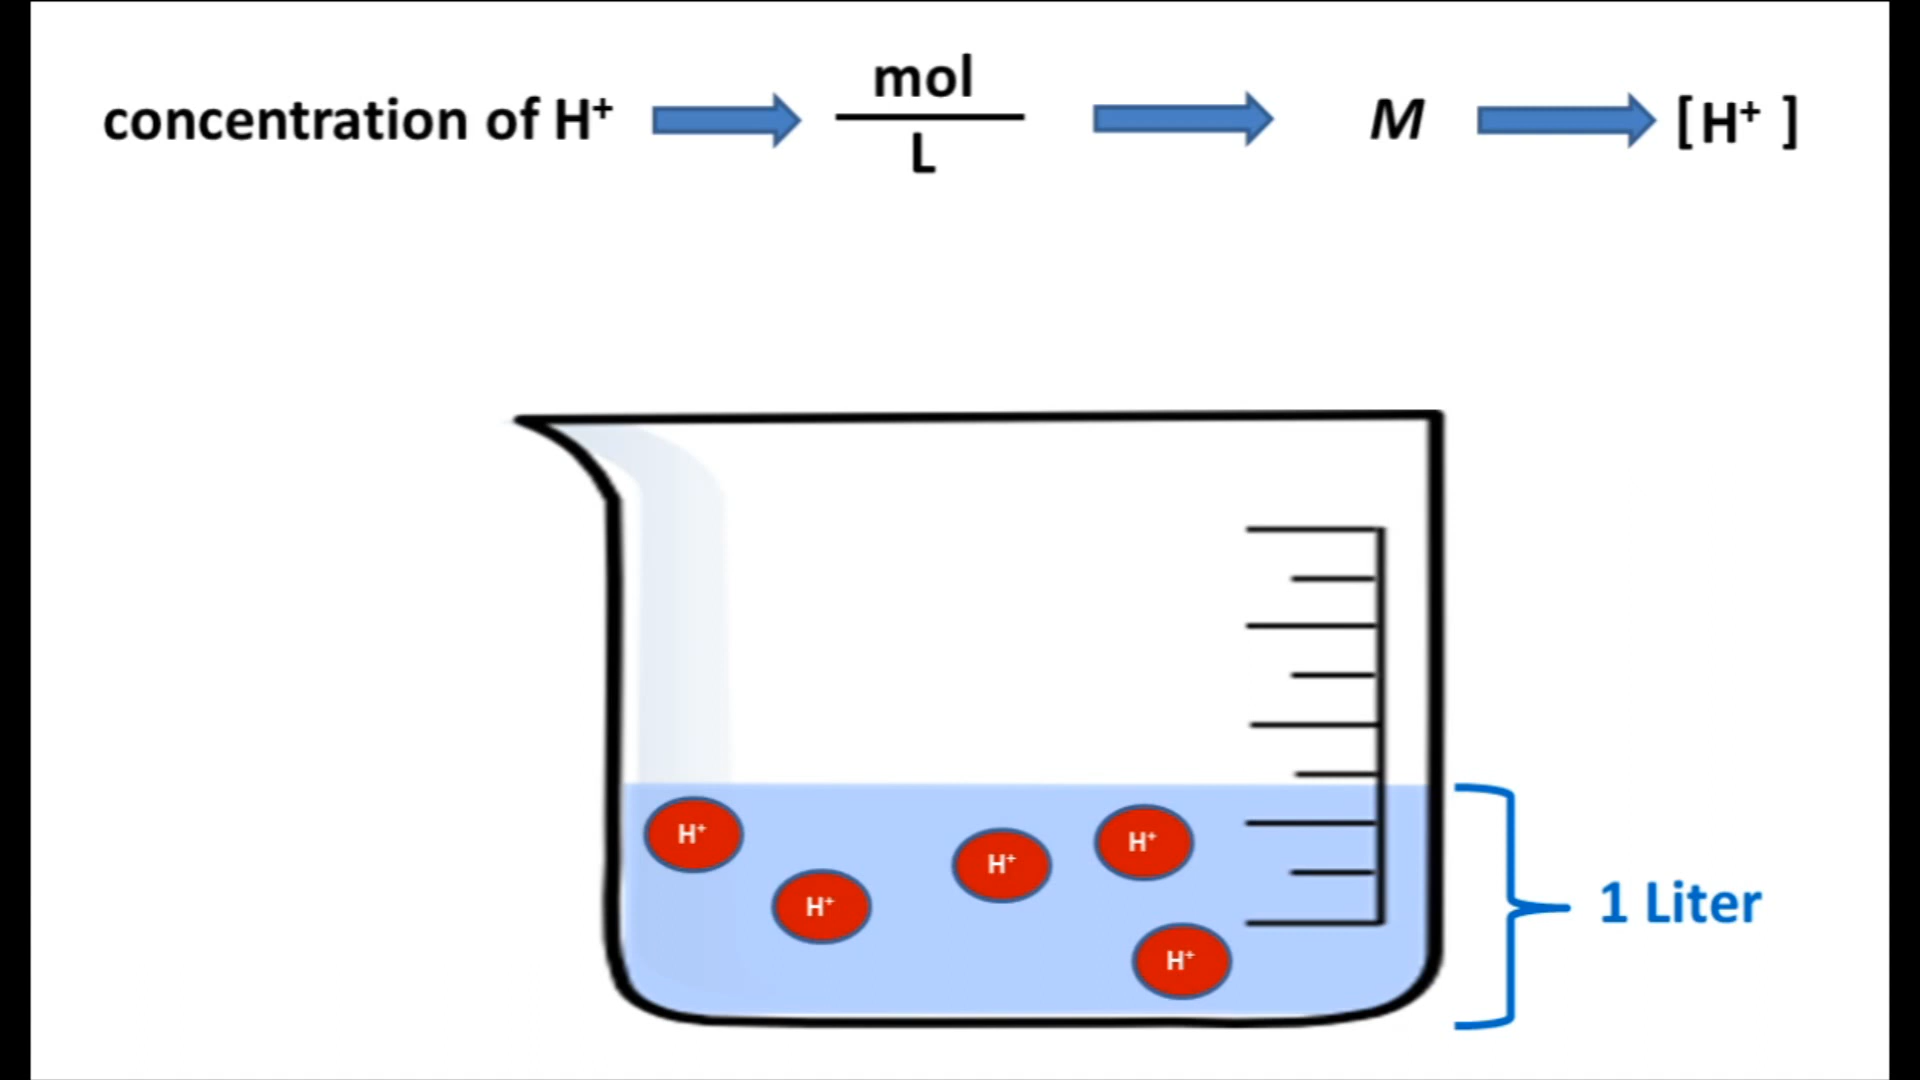 concentration of H⁺ mol/L M [H⁺ ]
H⁺
H⁺
H⁺
H⁺
H⁺
1 Liter